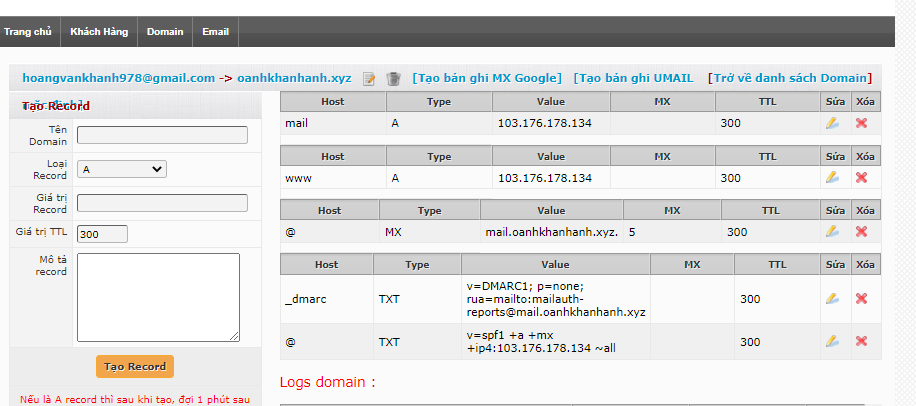 Trang chủ Khách Hàng Domain Email
hoangvankhanh978@gmail.com -> oanhkhanhanh.xyz [Tạo bản ghi MX Google] [Tạo bản ghi UMAIL [Trở về danh sách Domain]
Tạo Record
Tên Domain
Loại Record A
Giá trị Record
Giá trị TTL 300
Mô tả record
Tạo Record
Nếu là A record thì sau khi tạo, đợi 1 phút sau
Host Type Value MX TTL Sửa Xóa
mail A 103.176.178.134 300
Host Type Value MX TTL Sửa Xóa
www A 103.176.178.134 300
Host Type Value MX TTL Sửa Xóa
@ MX mail.oanhkhanhanh.xyz. 5 300
Host Type Value MX TTL Sửa Xóa
_dmarc TXT v=DMARC1; p=none;
rua=mailto:mailauth-
reports@mail.oanhkhanhanh.xyz 300
@ TXT v=spf1 +a +mx
+ip4:103.176.178.134 ~all 300
Logs domain :